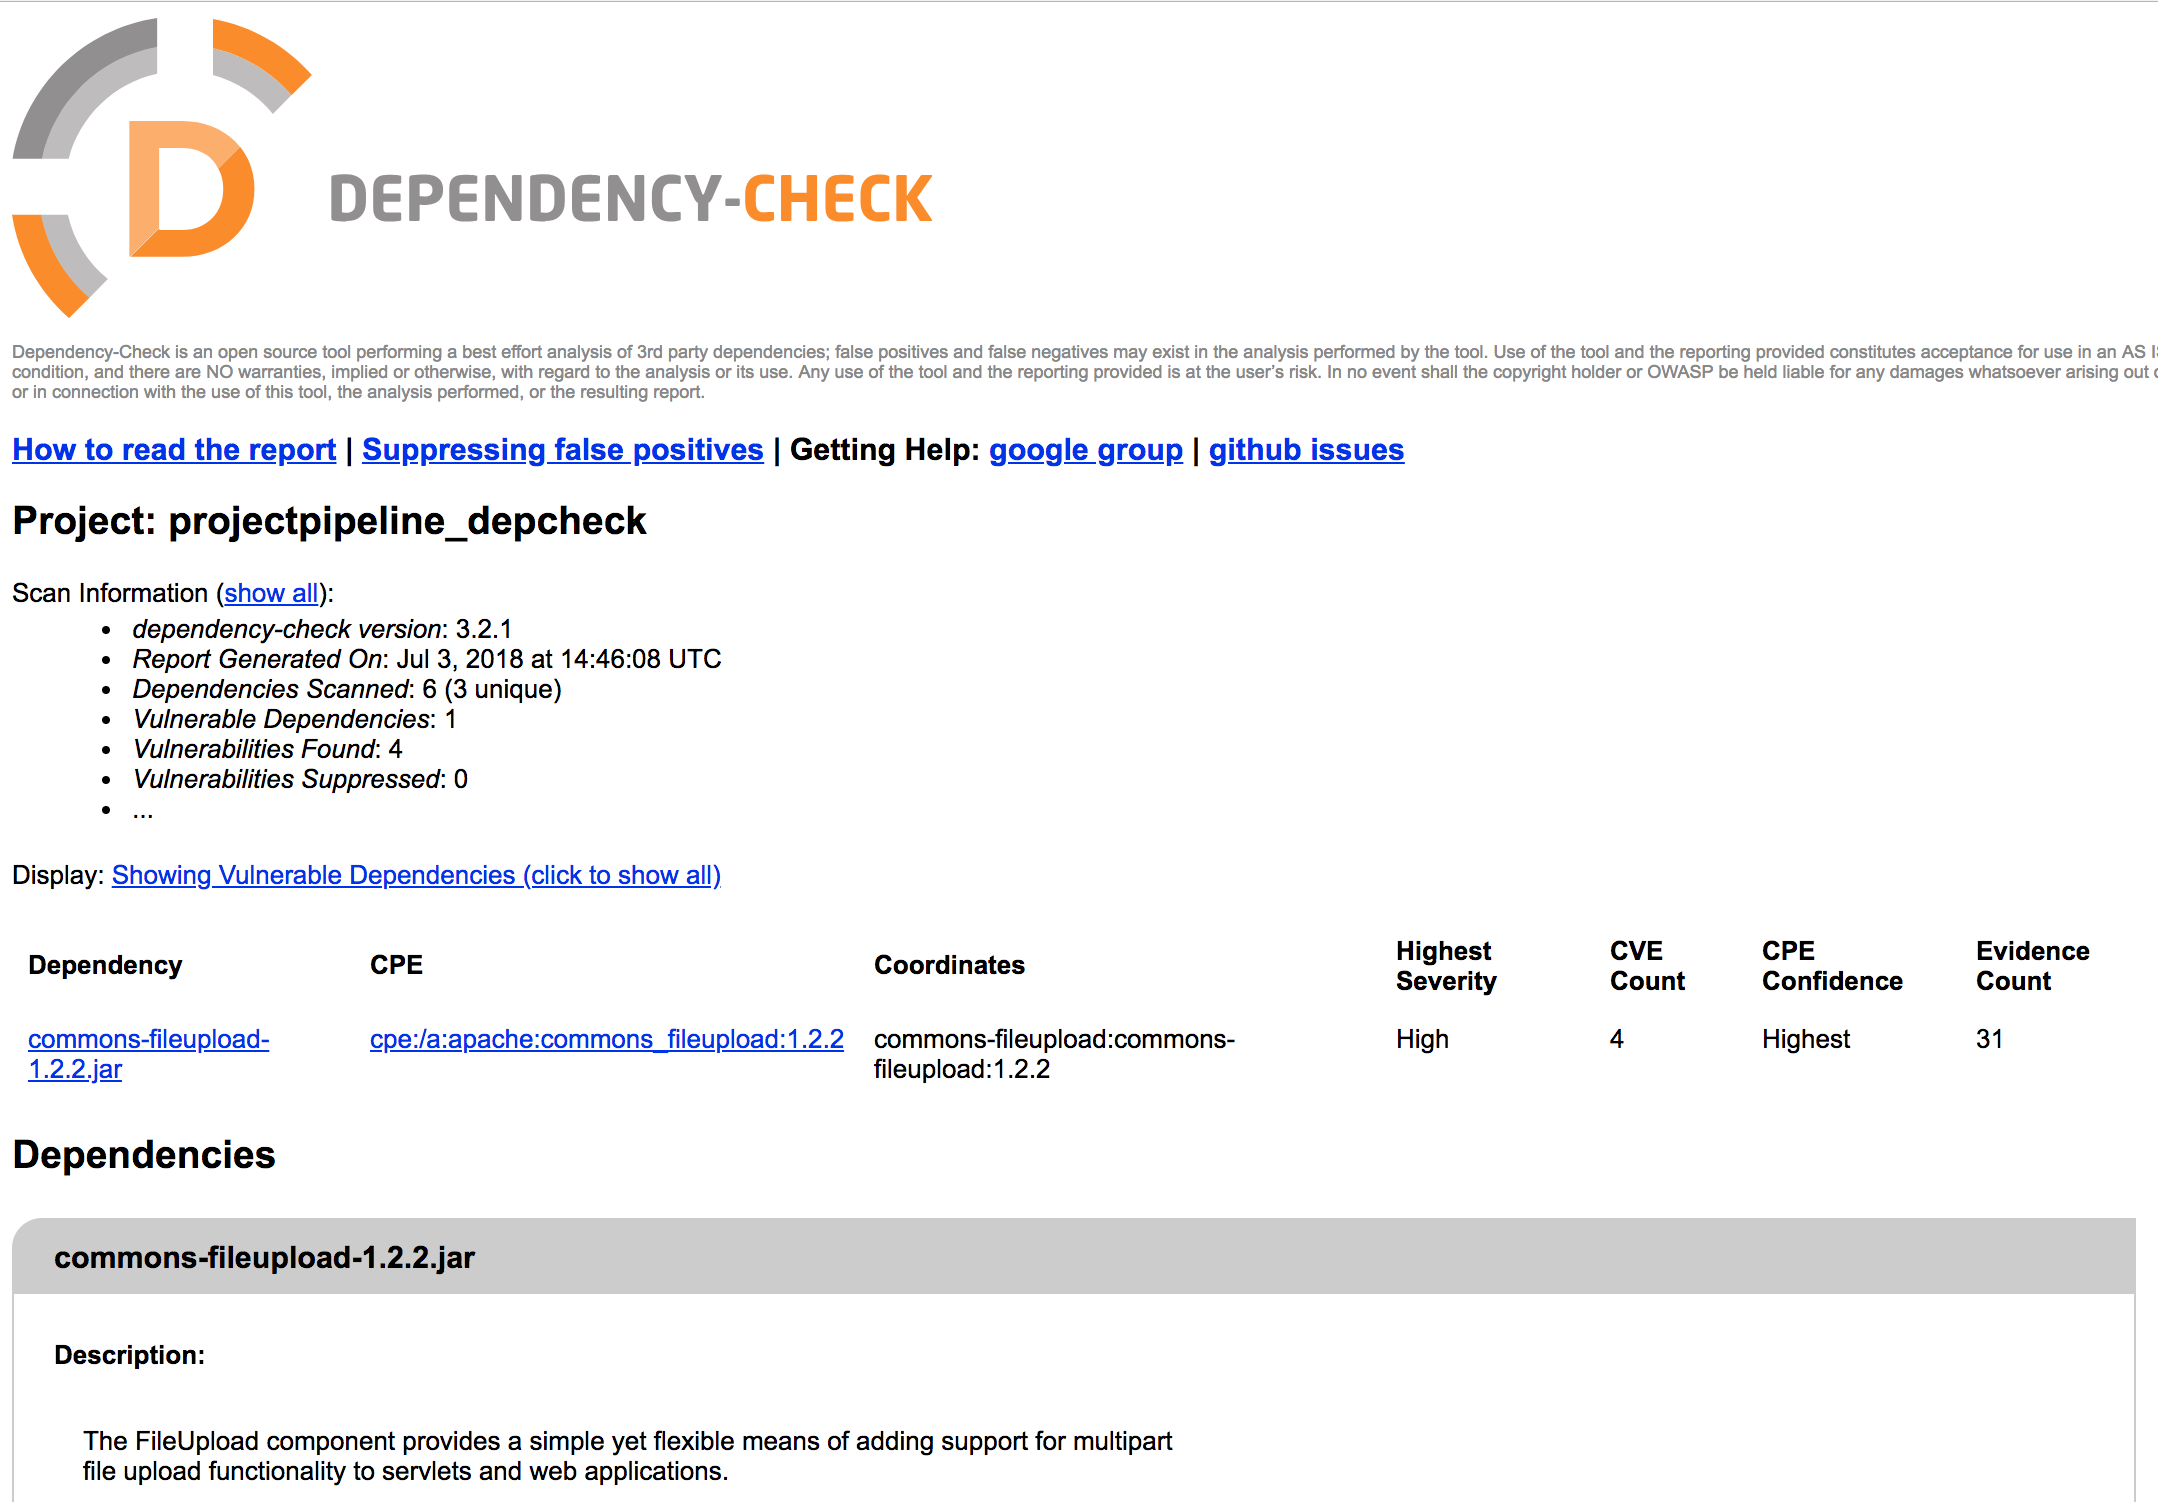 D
DEPENDENCY-CHECK
Dependency-Check is an open source tool performing a best effort analysis of 3rd party dependencies; false positives and false negatives may exist in the analysis performed by the tool. Use of the tool and the reporting provided constitutes acceptance for use in an AS
condition, and there are NO warranties, implied or otherwise, with regard to the analysis or its use. Any use of the tool and the reporting provided is at the user's risk. In no event shall the copyright holder or OWASP be held liable for any damages whatsoever arising out
or in connection with the use of this tool, the analysis performed, or the resulting report.
How to read the report | Suppressing false positives | Getting Help: google group | github issues
Project: projectpipeline_depcheck
Scan Information (show all):
• dependency-check version: 3.2.1
• Report Generated On: Jul 3, 2018 at 14:46:08 UTC
• Dependencies Scanned: 6 (3 unique)
• Vulnerable Dependencies: 1
• Vulnerabilities Found: 4
• Vulnerabilities Suppressed: 0
• ...
Display: Showing Vulnerable Dependencies (click to show all)
Dependency CPE Coordinates Highest Severity CVE Count CPE Confidence Evidence Count
commons-fileupload-1.2.2.jar cpe:/a:apache:commons_fileupload:1.2.2 commons-fileupload:commons-fileupload:1.2.2 High 4 Highest 31
Dependencies
commons-fileupload-1.2.2.jar
Description:
The FileUpload component provides a simple yet flexible means of adding support for multipart
file upload functionality to servlets and web applications.